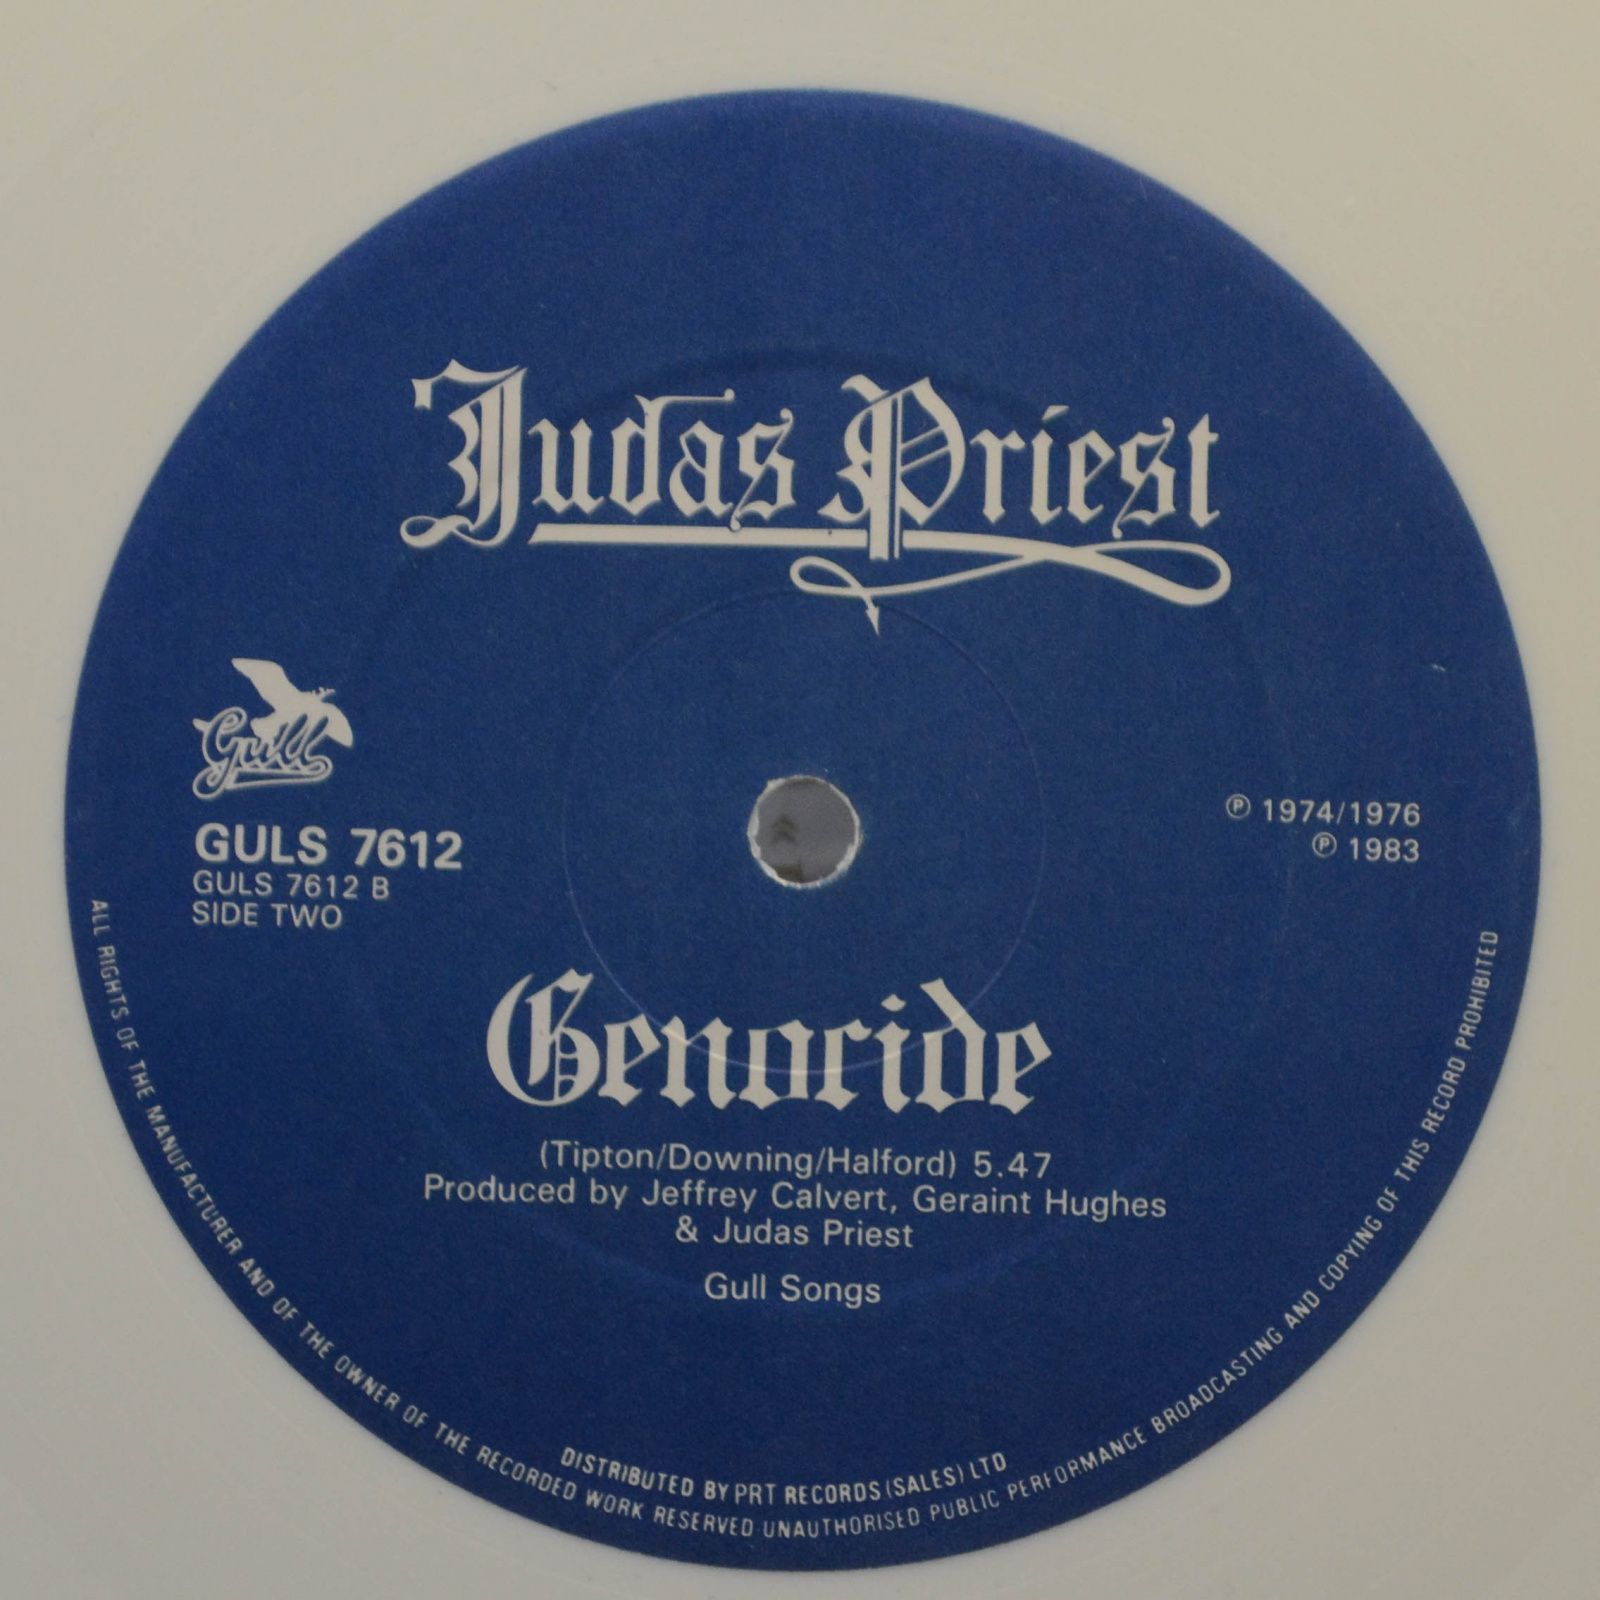 Judas Priest
Gull
GULS 7612
GULS 7612 B
SIDE TWO
℗ 1974/1976
℗ 1983
Genocide
(Tipton/Downing/Halford) 5.47
Produced by Jeffrey Calvert, Geraint Hughes
& Judas Priest
Gull Songs
DISTRIBUTED BY PRT RECORDS (SALES) LTD
ALL RIGHTS OF THE MANUFACTURER AND OF THE OWNER OF THE RECORDED WORK RESERVED UNAUTHORISED PUBLIC PERFORMANCE BROADCASTING AND COPYING OF THIS RECORD PROHIBITED